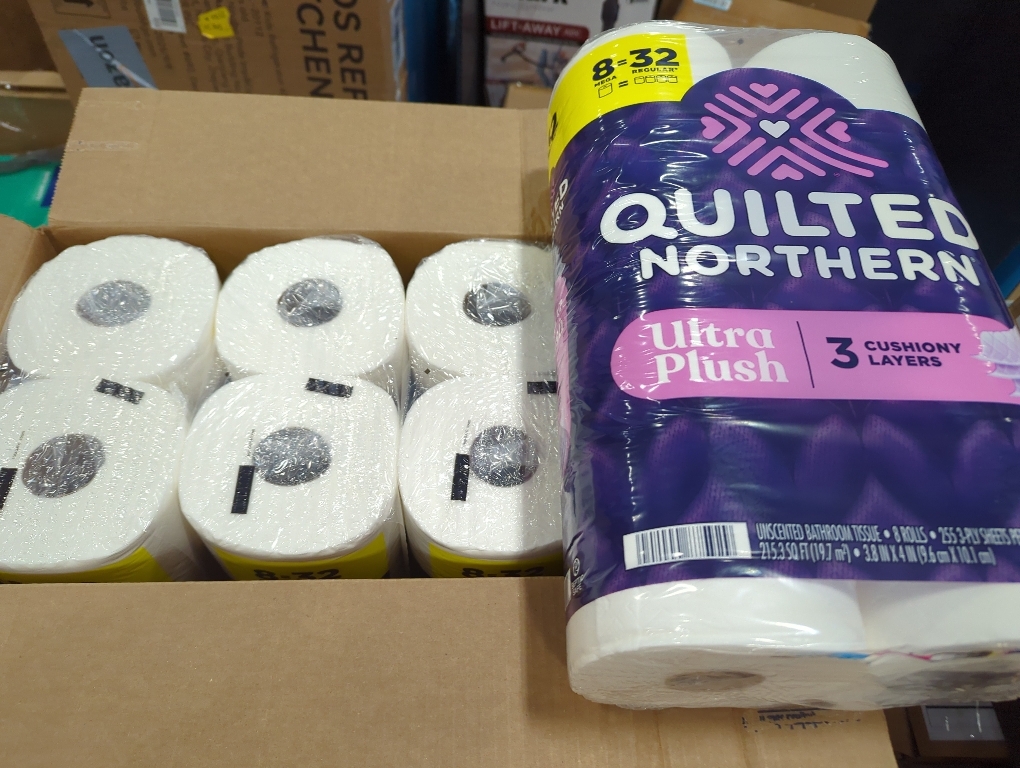 OS REF
CHEN
LIFT-AWAY
8 = 32
MEGA REGULAR*
QUILTED
NORTHERN
Ultra
Plush
3 CUSHIONY
LAYERS
UNSCENTED BATHROOM TISSUE • 8 ROLLS • 255 3-PLY SHEETS
215.3 SQ FT (19.7 m²) • 3.8 IN X 4 IN (9.6 cm X 10.1 cm)
8=32
8=32